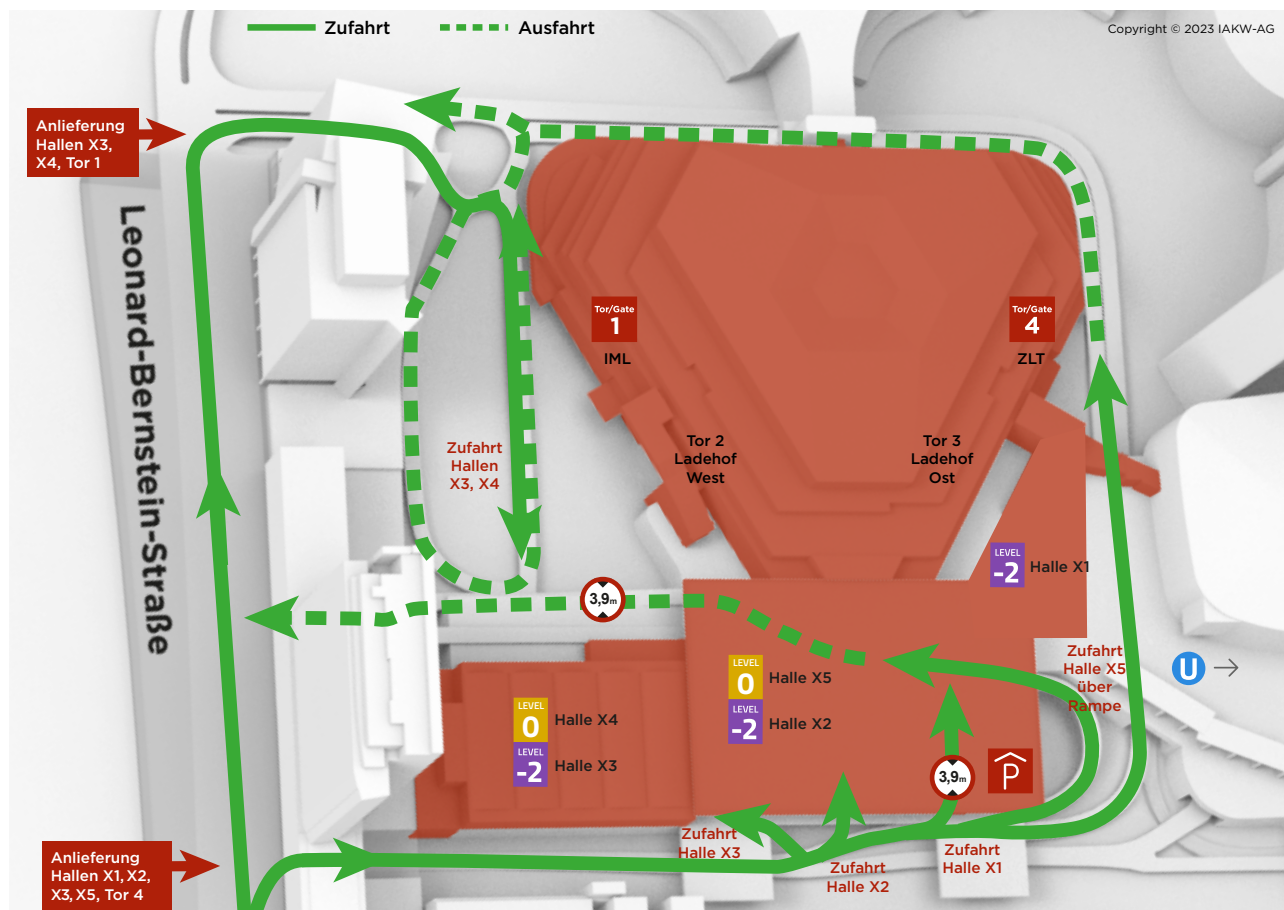 Zufahrt
Ausfahrt
Copyright © 2023 IAKW-AG
Anlieferung
Hallen X3,
X4, Tor 1
Leonard-Bernstein-Straße
Tor/Gate
1
IML
Tor/Gate
4
ZLT
Zufahrt
Hallen
X3, X4
Tor 2
Ladehof
West
Tor 3
Ladehof
Ost
LEVEL
-2
Halle X1
3,9m
Zufahrt
Halle X5
über
Rampe
U
LEVEL
0
Halle X5
LEVEL
-2
Halle X2
LEVEL
0
Halle X4
LEVEL
-2
Halle X3
3,9m
P
Zufahrt
Halle X3
Zufahrt
Halle X2
Zufahrt
Halle X1
Anlieferung
Hallen X1, X2,
X3, X5, Tor 4